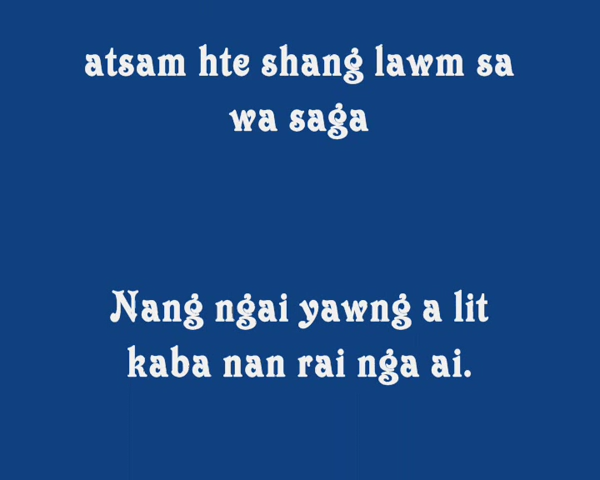 atsam hte shang lawm sa
wa saga
Nang ngai yawng a lit
kaba nan rai nga ai.